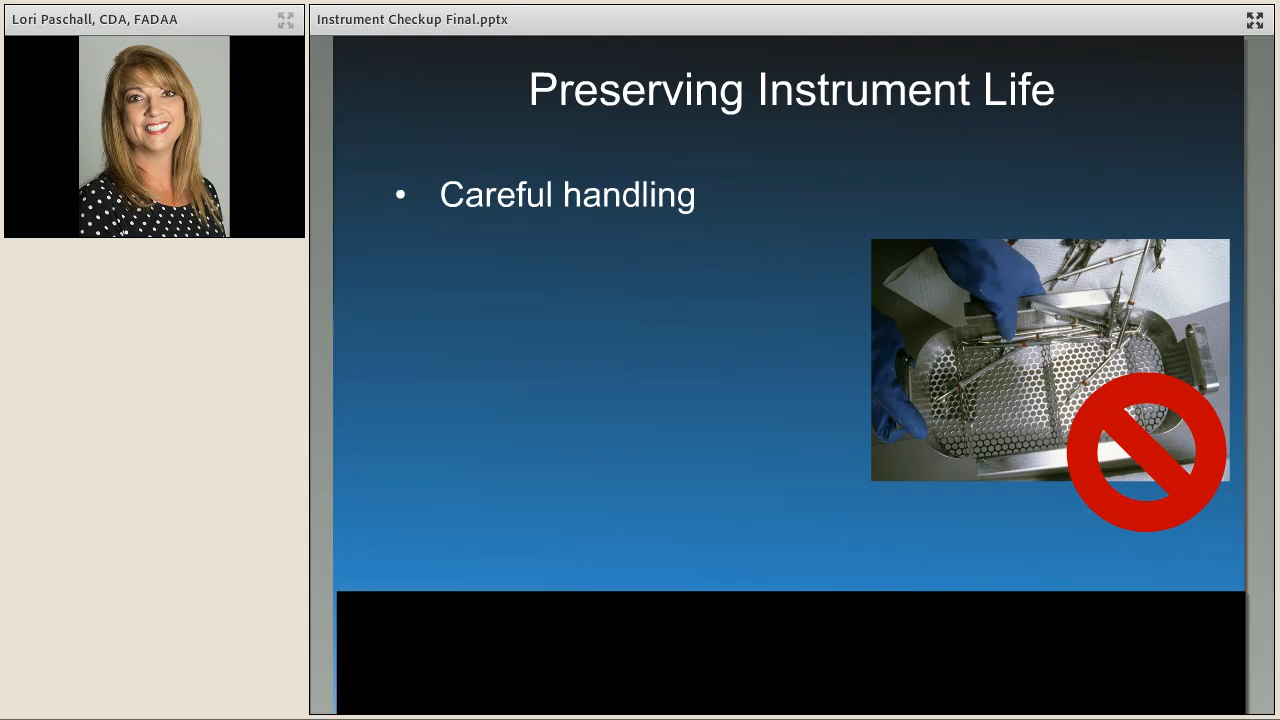 Lori Paschall, CDA, FADAA
Instrument Checkup Final.pptx
Preserving Instrument Life
• Careful handling